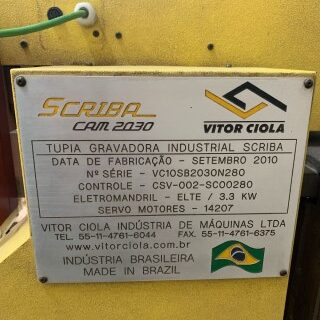 SCRIBA
CAM 2030
VITOR CIOLA
TUPIA GRAVADORA INDUSTRIAL SCRIBA
DATA DE FABRICAÇÃO - SETEMBRO 2010
Nº SÉRIE - VC10SB2030N280
CONTROLE - CSV-002-SC00280
ELETROMANDRIL - ELTE / 3.3 KW
SERVO MOTORES - 14207
VITOR CIOLA INDÚSTRIA DE MÁQUINAS LTDA
TEL. 55-11-4761-6044 FAX. 55-11-4761-6375
www.vitorciola.com.br
INDÚSTRIA BRASILEIRA
MADE IN BRAZIL